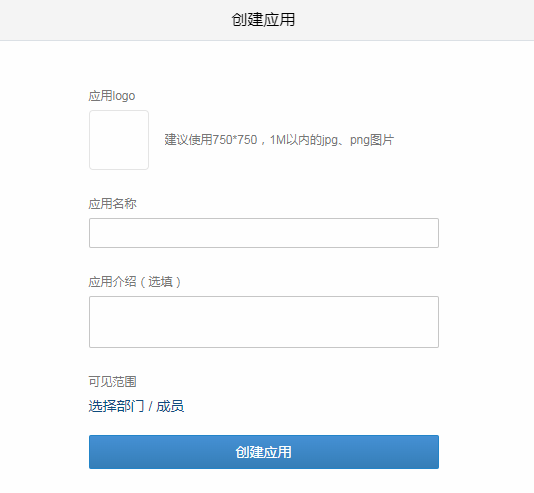 创建应用
应用logo
建议使用750*750，1M以内的jpg、png图片
应用名称
应用介绍（选填）
可见范围
选择部门 / 成员
创建应用